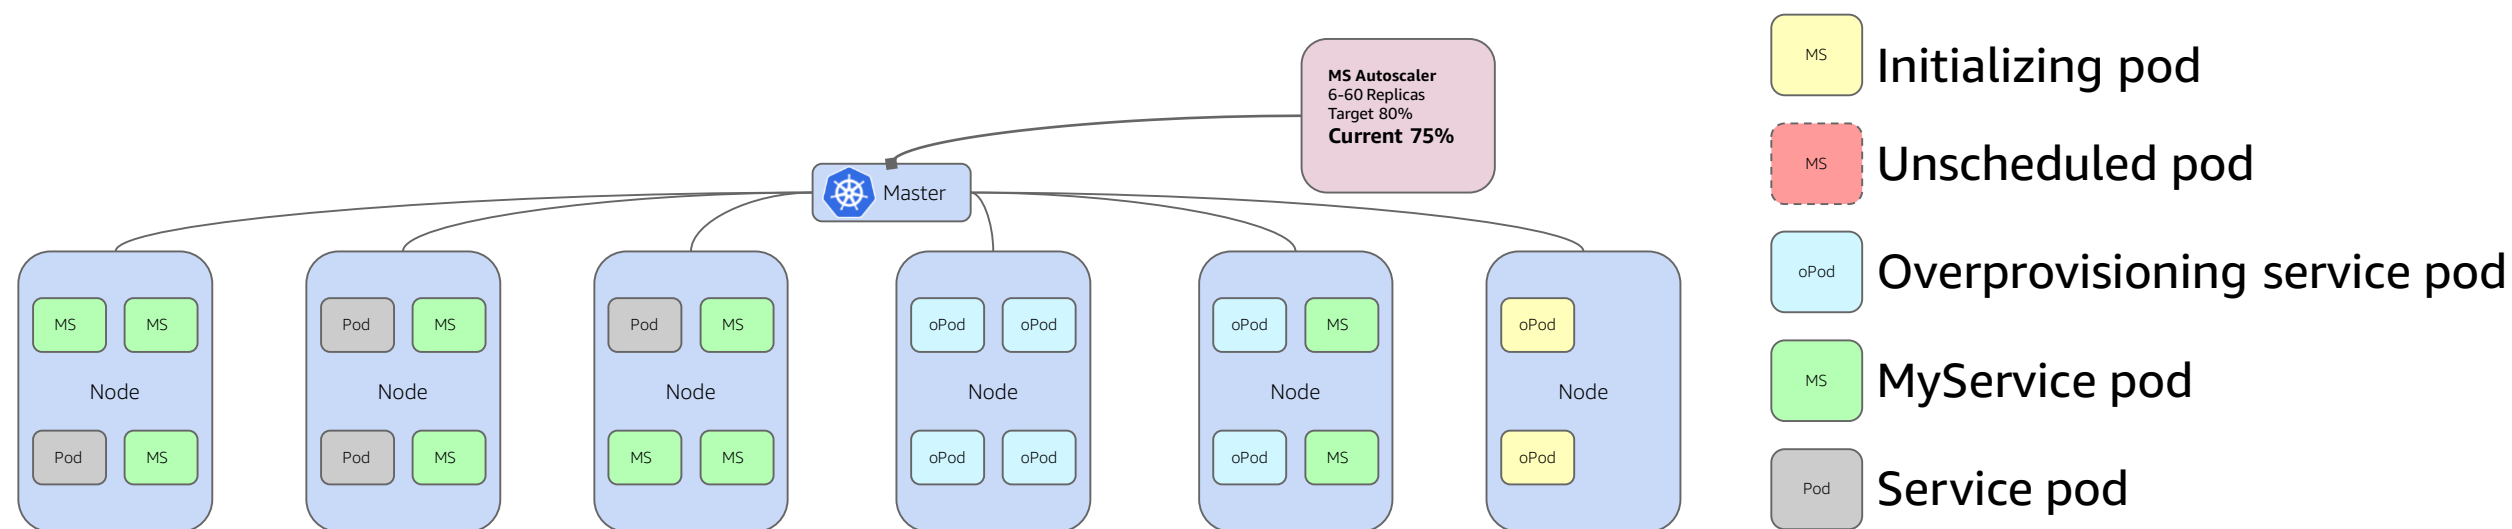 MS Autoscaler
6-60 Replicas
Target 80%
Current 75%
Master
MS MS
Node
Pod MS
Pod MS
Node
Pod MS
Pod MS
Node
MS MS
oPod oPod
Node
oPod oPod
oPod MS
Node
oPod MS
oPod
Node
oPod
MS Initializing pod
MS Unscheduled pod
oPod Overprovisioning service pod
MS MyService pod
Pod Service pod